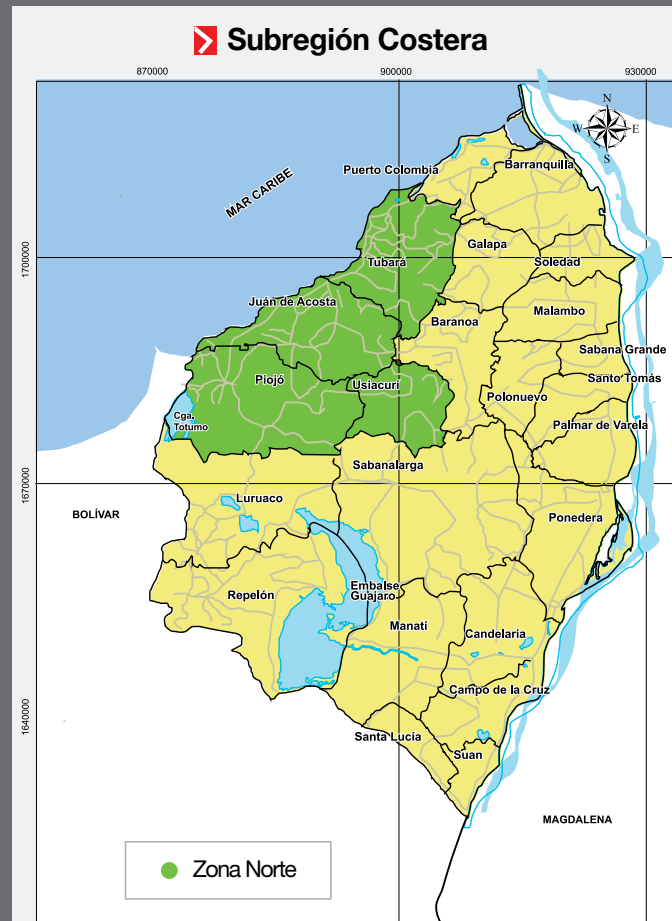 Subregión Costera
870000
900000
930000
N
W
E
S
MAR CARIBE
Puerto Colombia
Barranquilla
1700000
Galapa
Tubará
Soledad
Juán de Acosta
Malambo
Baranoa
Sabana Grande
Piojó
Usiacurí
Santo Tomás
Polonuevo
Cga.
Totumo
Palmar de Varela
Sabanalarga
1670000
Luruaco
BOLÍVAR
Ponedera
Embalse
Guajaro
Repelón
Manatí
Candelaria
Campo de la Cruz
1640000
Santa Lucía
Suan
MAGDALENA
Zona Norte